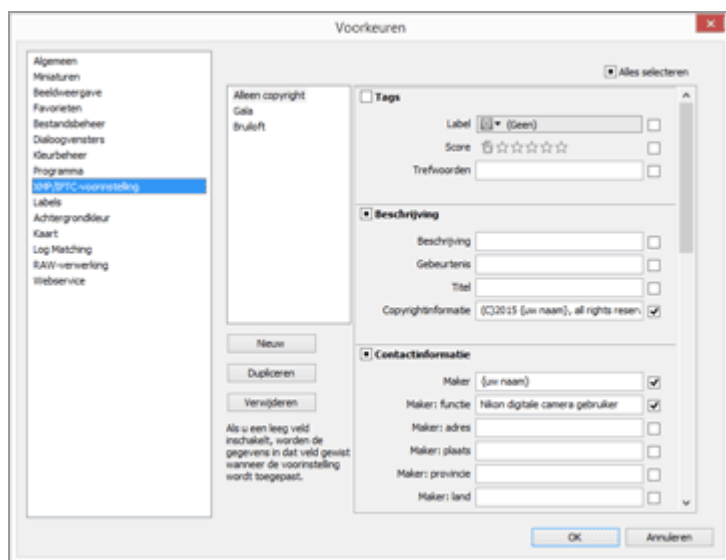 Voorkeuren
Algemeen
Miniaturen
Beeldweergave
Favorieten
Bestandsbeheer
Dialoogvensters
Kleurbeheer
Programma
XMP/IPTC-voorinstelling
Labels
Achtergrondkleur
Kaart
Log Matching
RAW-verwerking
Webservice
Alleen copyright
Gaia
Bruiloft
Nieuw
Dupliceren
Verwijderen
Als u een leeg veld
inschakelt, worden de
gegevens in dat veld gewist
wanneer de voorinstelling
wordt toegepast.
Alles selecteren
Tags
Label (Geen)
Score
Trefwoorden
Beschrijving
Beschrijving
Gebeurtenis
Titel
Copyrightinformatie (C)2015 {uw naam}, all rights reserv
Contactinformatie
Maker {uw naam}
Maker: functie Nikon digitale camera gebruiker
Maker: adres
Maker: plaats
Maker: provincie
Maker: land
OK
Annuleren